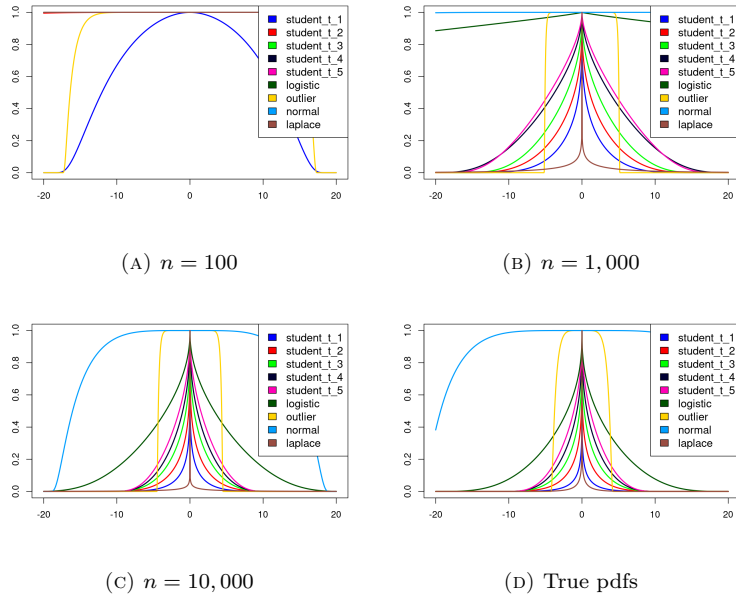 student_t_1
student_t_2
student_t_3
student_t_4
student_t_5
logistic
outlier
normal
laplace
0.0 0.2 0.4 0.6 0.8 1.0
-20 -10 0 10 20
(A) n = 100
student_t_1
student_t_2
student_t_3
student_t_4
student_t_5
logistic
outlier
normal
laplace
0.0 0.2 0.4 0.6 0.8 1.0
-20 -10 0 10 20
(B) n = 1,000
student_t_1
student_t_2
student_t_3
student_t_4
student_t_5
logistic
outlier
normal
laplace
0.0 0.2 0.4 0.6 0.8 1.0
-20 -10 0 10 20
(C) n = 10,000
student_t_1
student_t_2
student_t_3
student_t_4
student_t_5
logistic
outlier
normal
laplace
0.0 0.2 0.4 0.6 0.8 1.0
-20 -10 0 10 20
(D) True pdfs